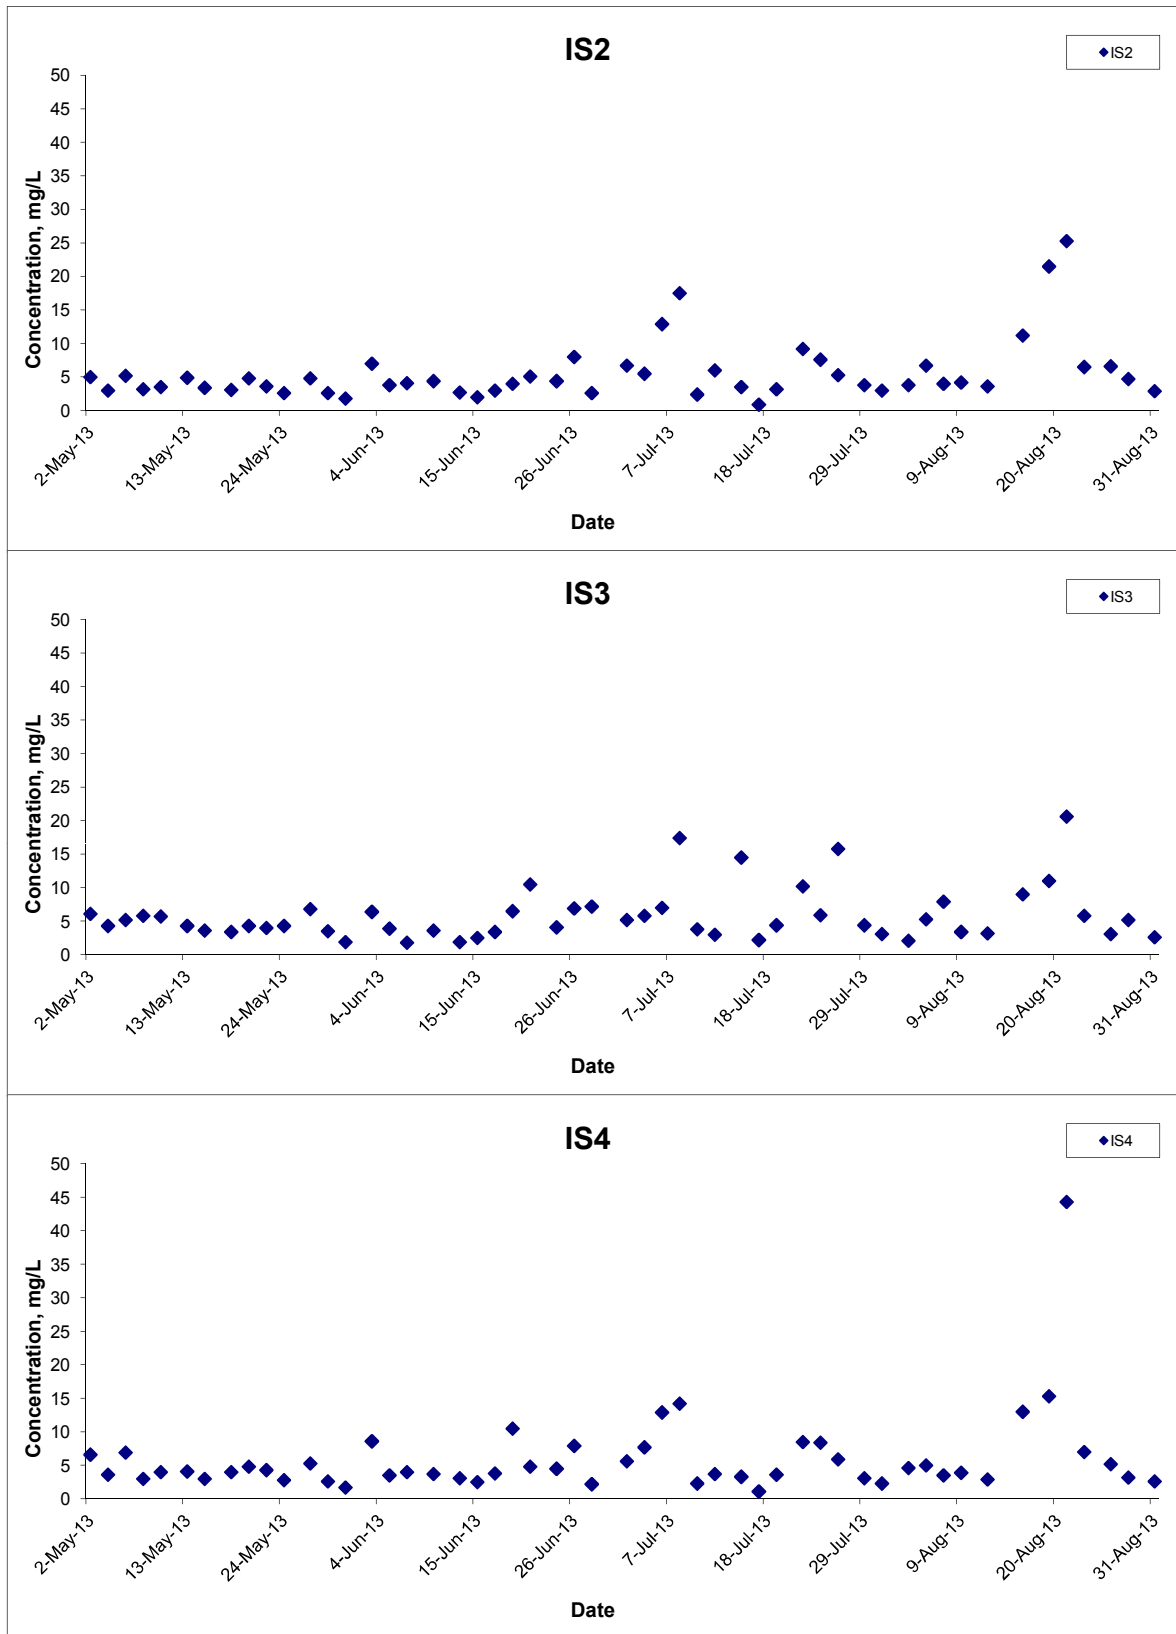 IS2
IS2
Concentration, mg/L
50
45
40
35
30
25
20
15
10
5
0
2-May-13
13-May-13
24-May-13
4-Jun-13
15-Jun-13
26-Jun-13
7-Jul-13
18-Jul-13
29-Jul-13
9-Aug-13
20-Aug-13
31-Aug-13
Date
IS3
IS3
Concentration, mg/L
50
45
40
35
30
25
20
15
10
5
0
2-May-13
13-May-13
24-May-13
4-Jun-13
15-Jun-13
26-Jun-13
7-Jul-13
18-Jul-13
29-Jul-13
9-Aug-13
20-Aug-13
31-Aug-13
Date
IS4
IS4
Concentration, mg/L
50
45
40
35
30
25
20
15
10
5
0
2-May-13
13-May-13
24-May-13
4-Jun-13
15-Jun-13
26-Jun-13
7-Jul-13
18-Jul-13
29-Jul-13
9-Aug-13
20-Aug-13
31-Aug-13
Date